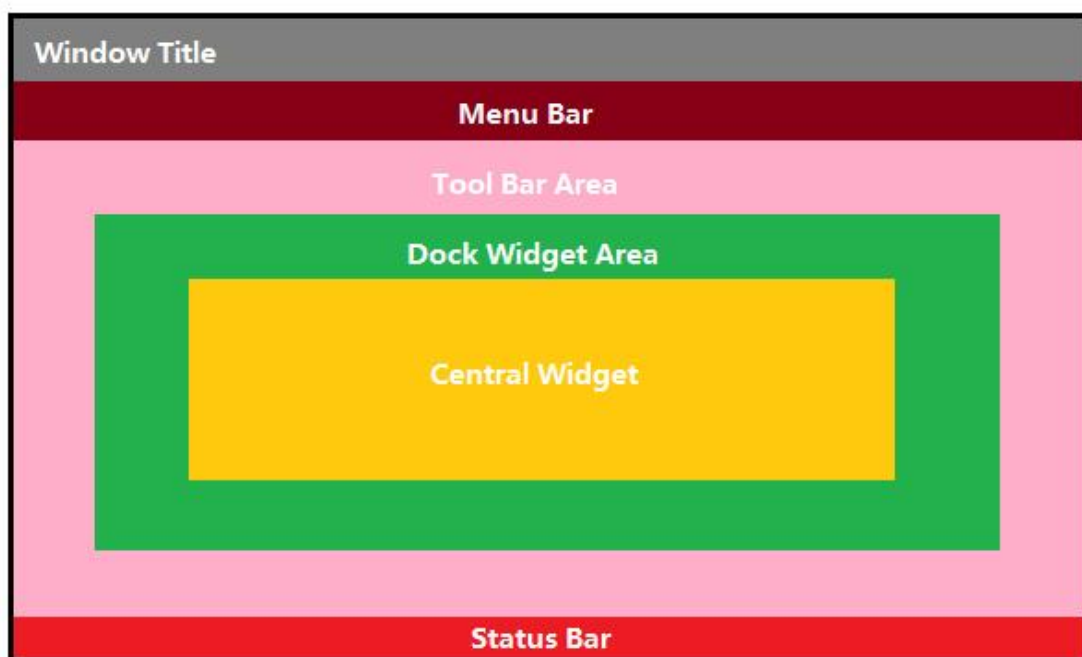 Window Title
Menu Bar
Tool Bar Area
Dock Widget Area
Central Widget
Status Bar